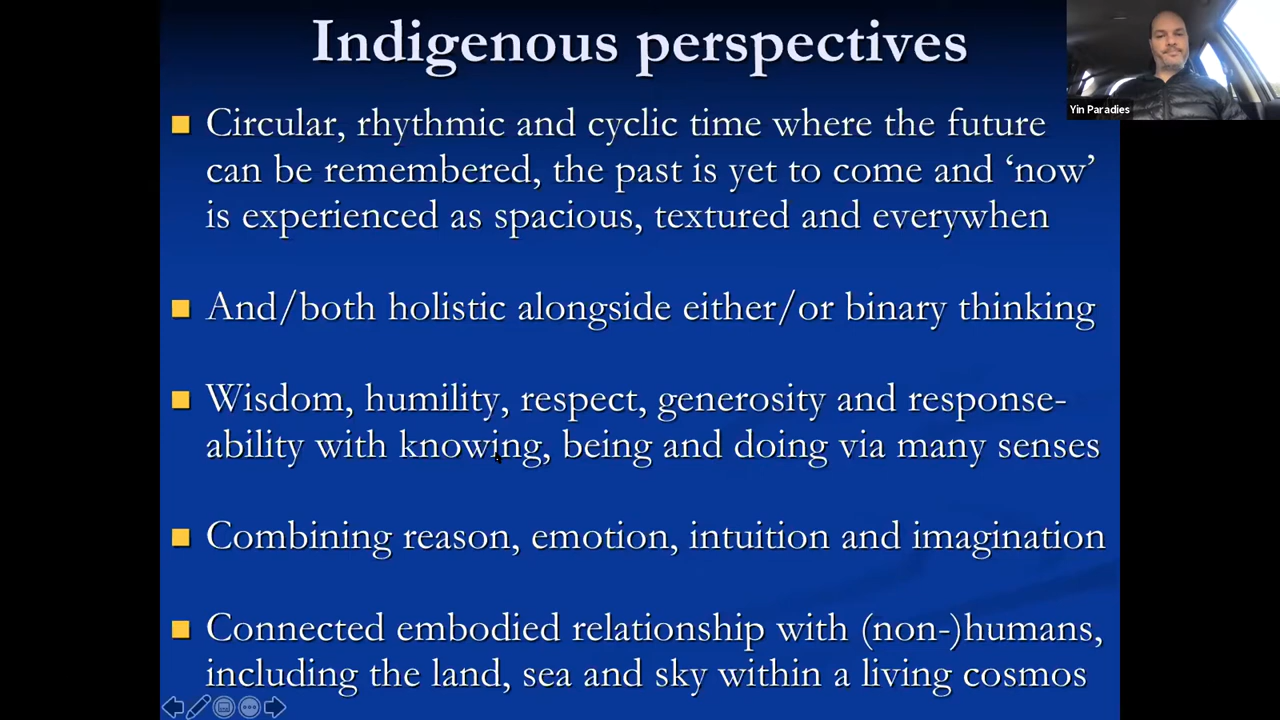 Indigenous perspectives
Yin Paradies
Circular, rhythmic and cyclic time where the future
can be remembered, the past is yet to come and ‘now’
is experienced as spacious, textured and everywhen
And/both holistic alongside either/or binary thinking
Wisdom, humility, respect, generosity and response-
ability with knowing, being and doing via many senses
Combining reason, emotion, intuition and imagination
Connected embodied relationship with (non-)humans,
including the land, sea and sky within a living cosmos